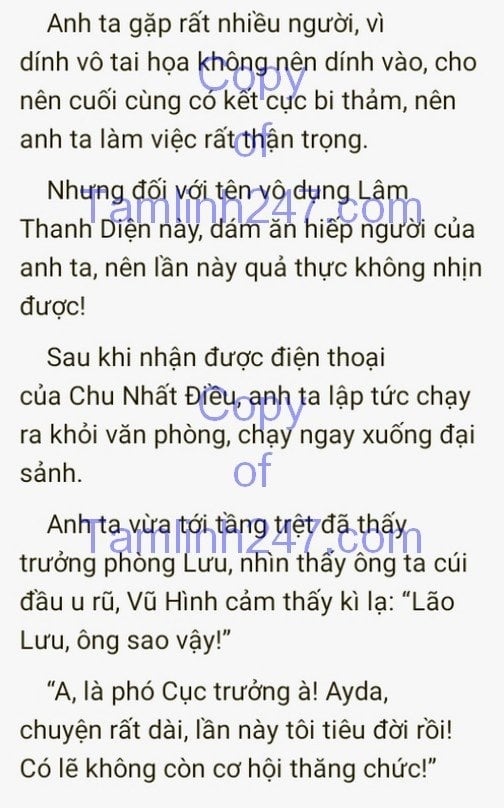 Anh ta gặp rất nhiều người, vì
dính vô tai họa không nên dính vào, cho
nên cuối cùng có kết cục bi thảm, nên
anh ta làm việc rất thận trọng.
Nhưng đối với tên vô dụng Lâm
Thanh Diện này, dám ăn hiếp người của
anh ta, nên lần này quả thực không nhịn
được!
Sau khi nhận được điện thoại
của Chu Nhất Điều, anh ta lập tức chạy
ra khỏi văn phòng, chạy ngay xuống đại
sảnh.
Anh ta vừa tới tầng trệt đã thấy
trưởng phòng Lưu, nhìn thấy ông ta cúi
đầu u rũ, Vũ Hình cảm thấy kì lạ: “Lão
Lưu, ông sao vậy!”
“A, là phó Cục trưởng à! Ayda,
chuyện rất dài, lần này tôi tiêu đời rồi!
Có lẽ không còn cơ hội thăng chức!”
Copy
of
Tamlinh247.com
Copy
of
Tamlinh247.com